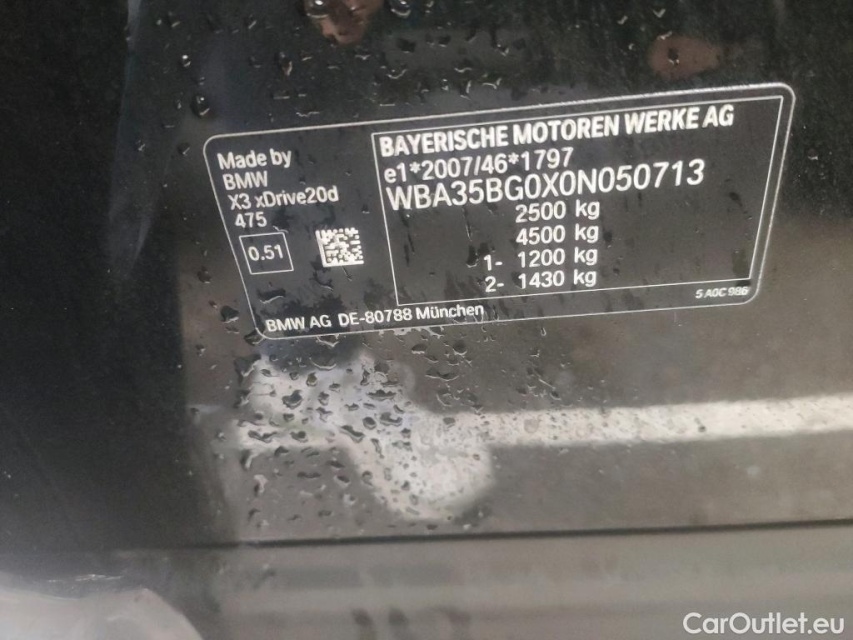 Made by
BMW
X3 xDrive20d
475
0.51
BAYERISCHE MOTOREN WERKE AG
e1*2007/46*1797
WBA35BG0X0N050713
2500 kg
4500 kg
1- 1200 kg
2- 1430 kg
5 A0C 986
BMW AG DE-80788 München
CarOutlet.eu